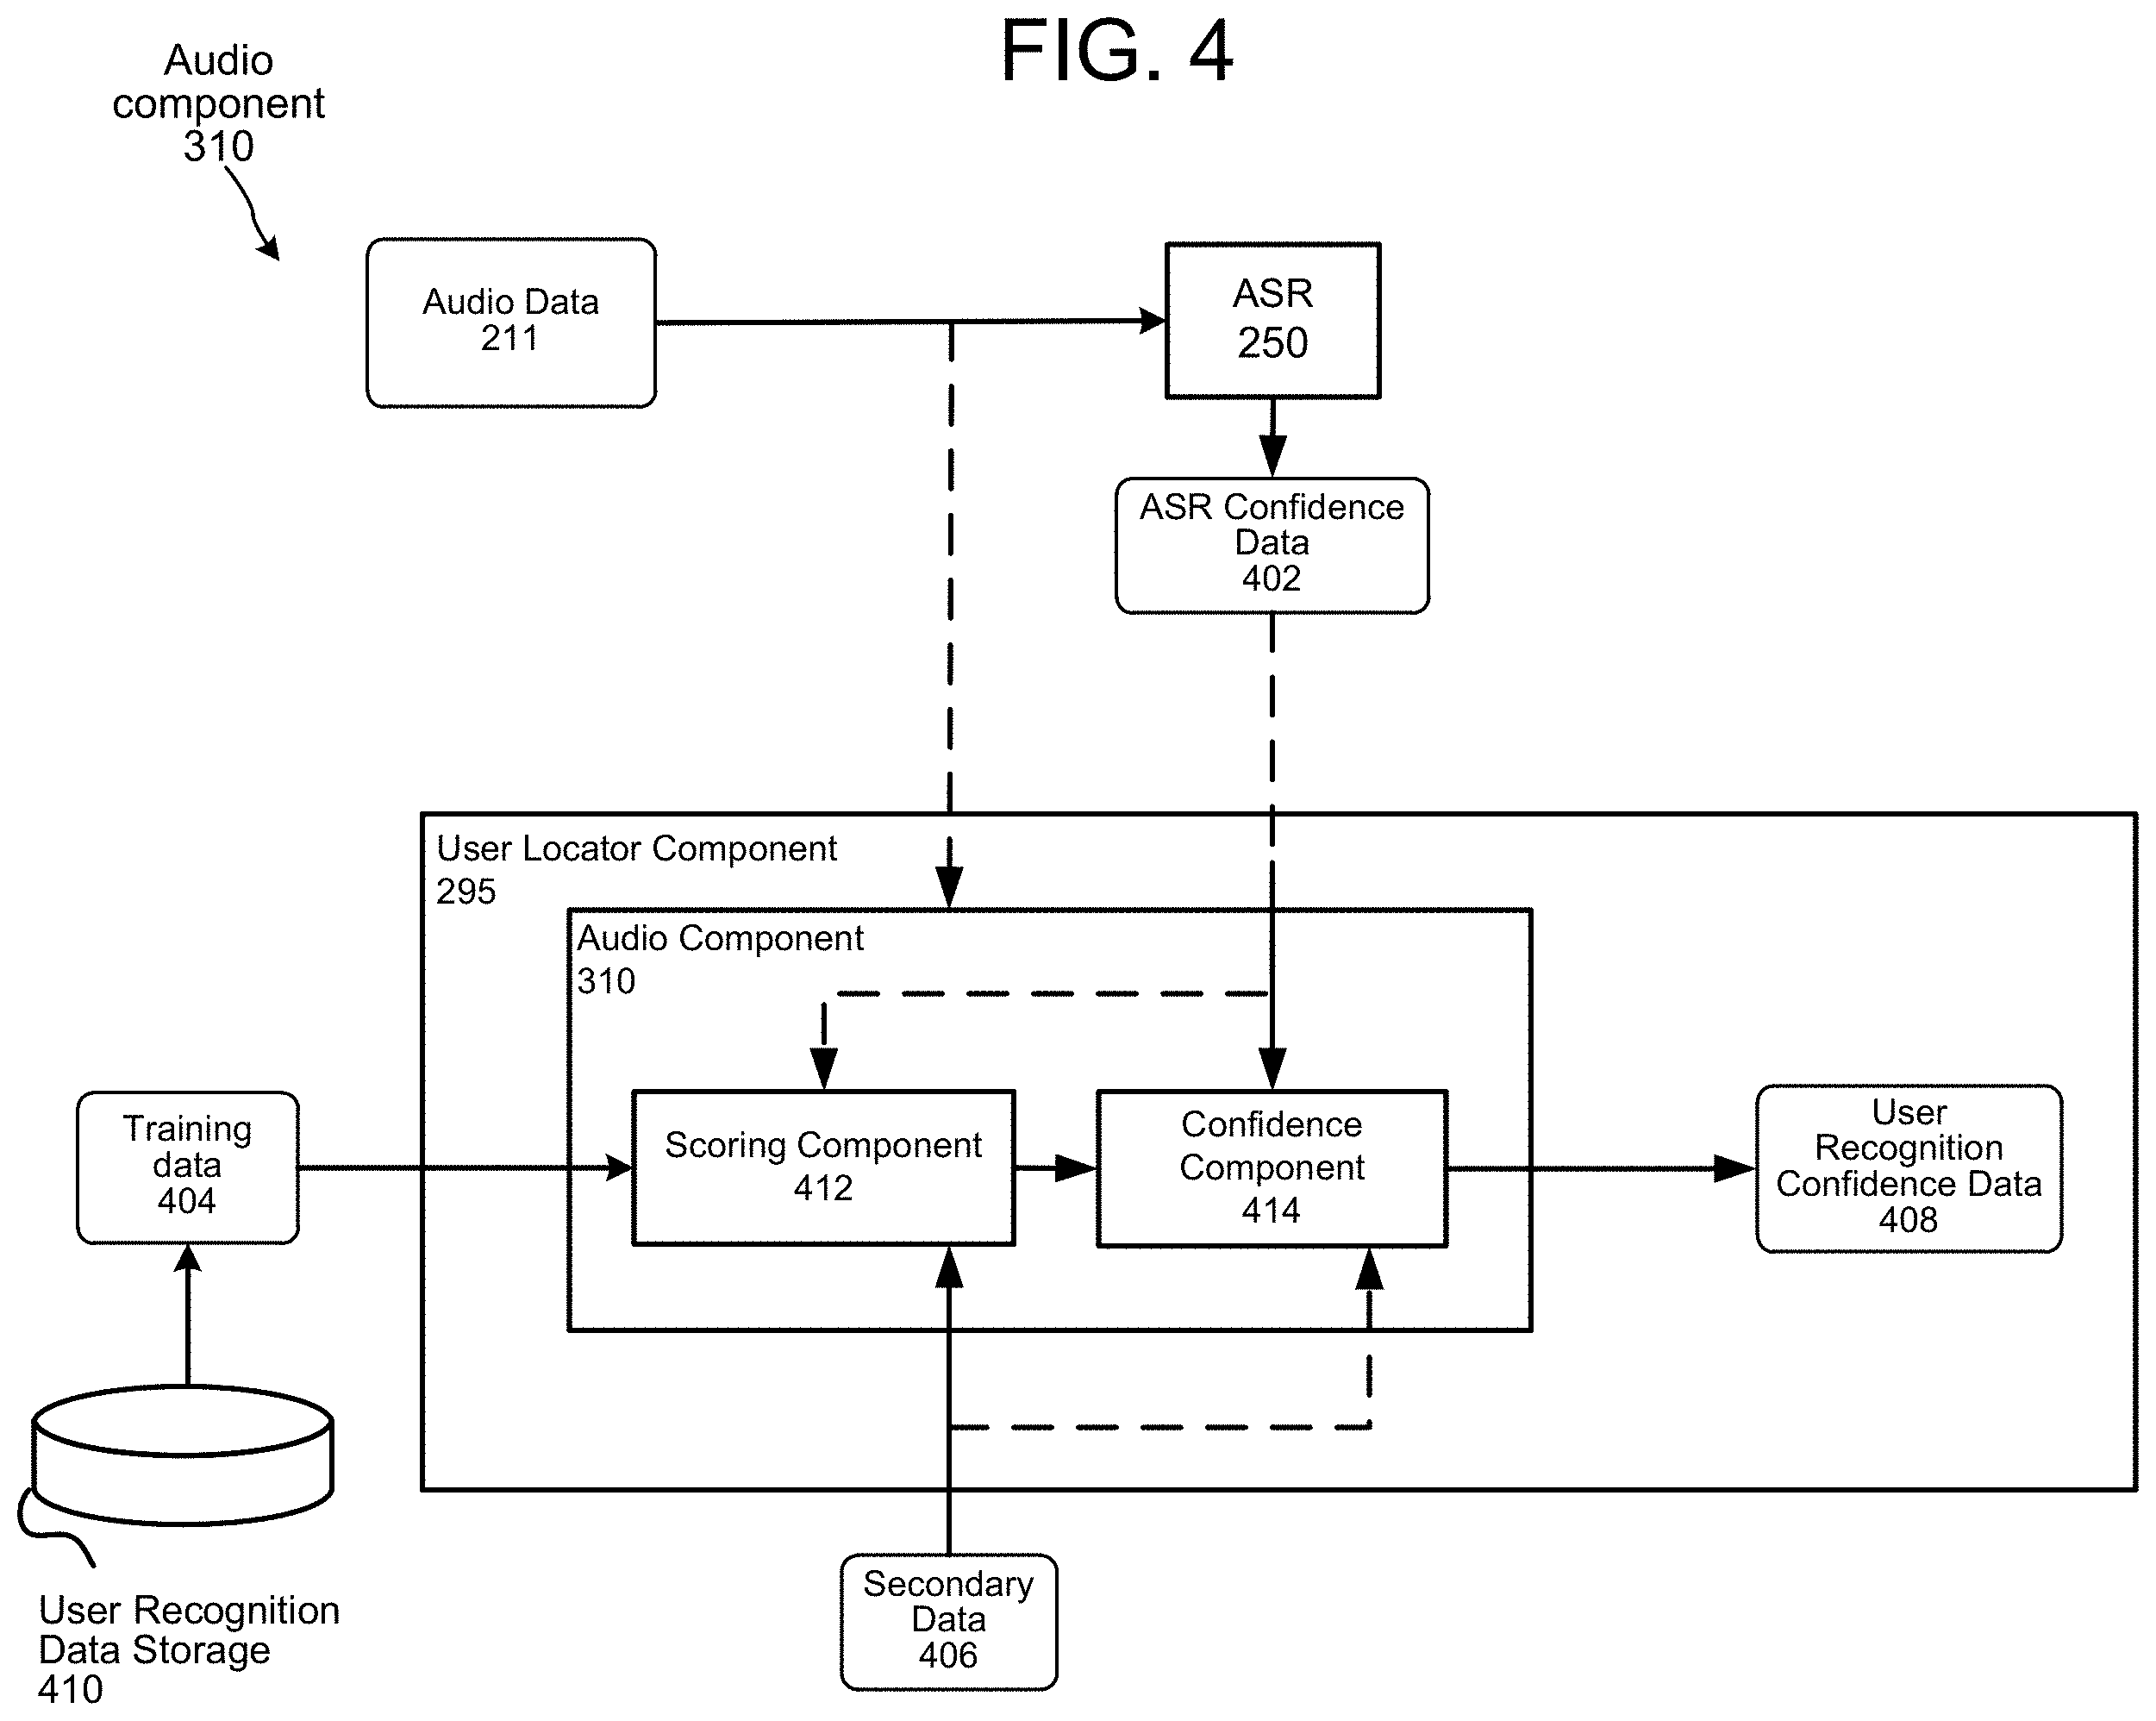 FIG. 4
Audio
component
310
Audio Data
211
ASR
250
ASR Confidence
Data
402
User Locator Component
295
Audio Component
310
Training
data
404
Scoring Component
412
Confidence
Component
414
User
Recognition
Confidence Data
408
User Recognition
Data Storage
410
Secondary
Data
406